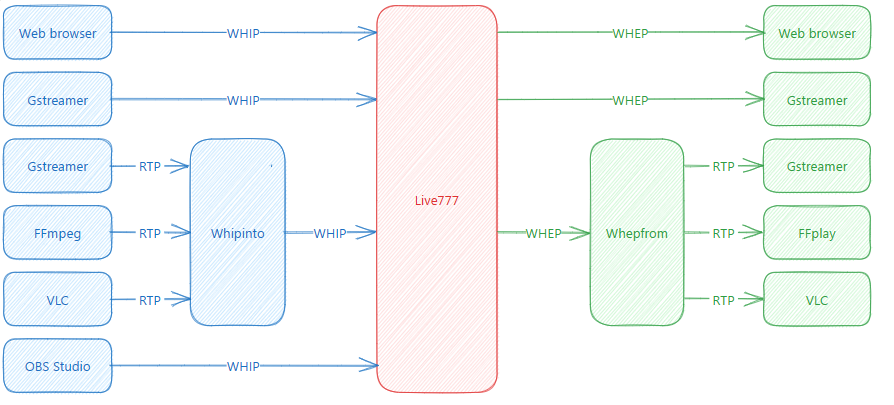 Web browser WHIP WHEP Web browser
Gstreamer WHIP WHEP Gstreamer
Gstreamer RTP RTP Gstreamer
Live777
FFmpeg RTP Whipinto WHIP WHEP Whepfrom RTP FFplay
VLC RTP RTP VLC
OBS Studio WHIP